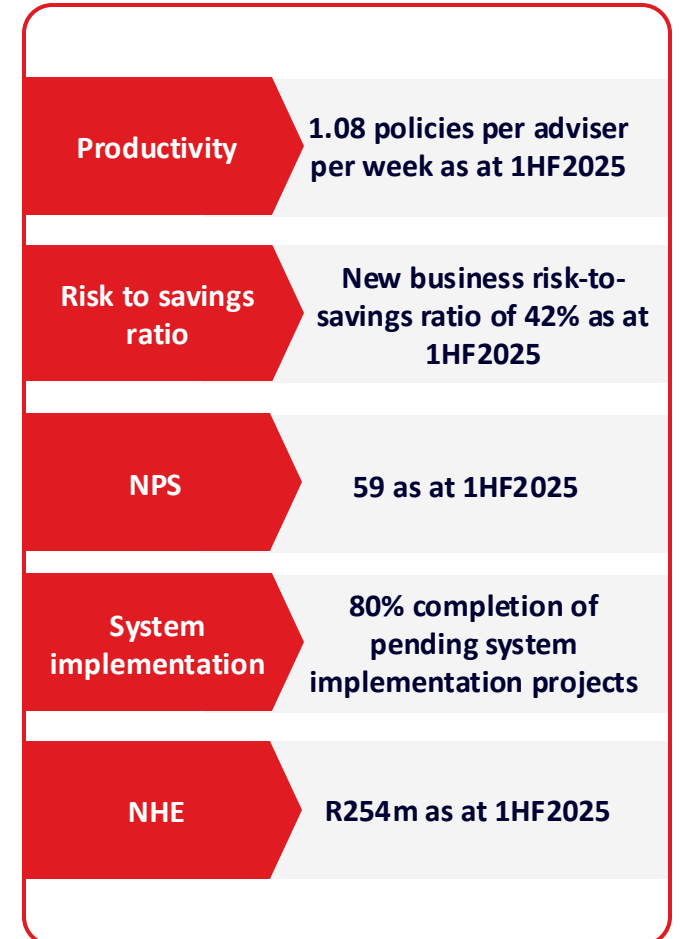 Productivity
1.08 policies per adviser
per week as at 1HF2025
Risk to savings
ratio
New business risk-to-
savings ratio of 42% as at
1HF2025
NPS
59 as at 1HF2025
System
implementation
80% completion of
pending system
implementation projects
NHE
R254m as at 1HF2025